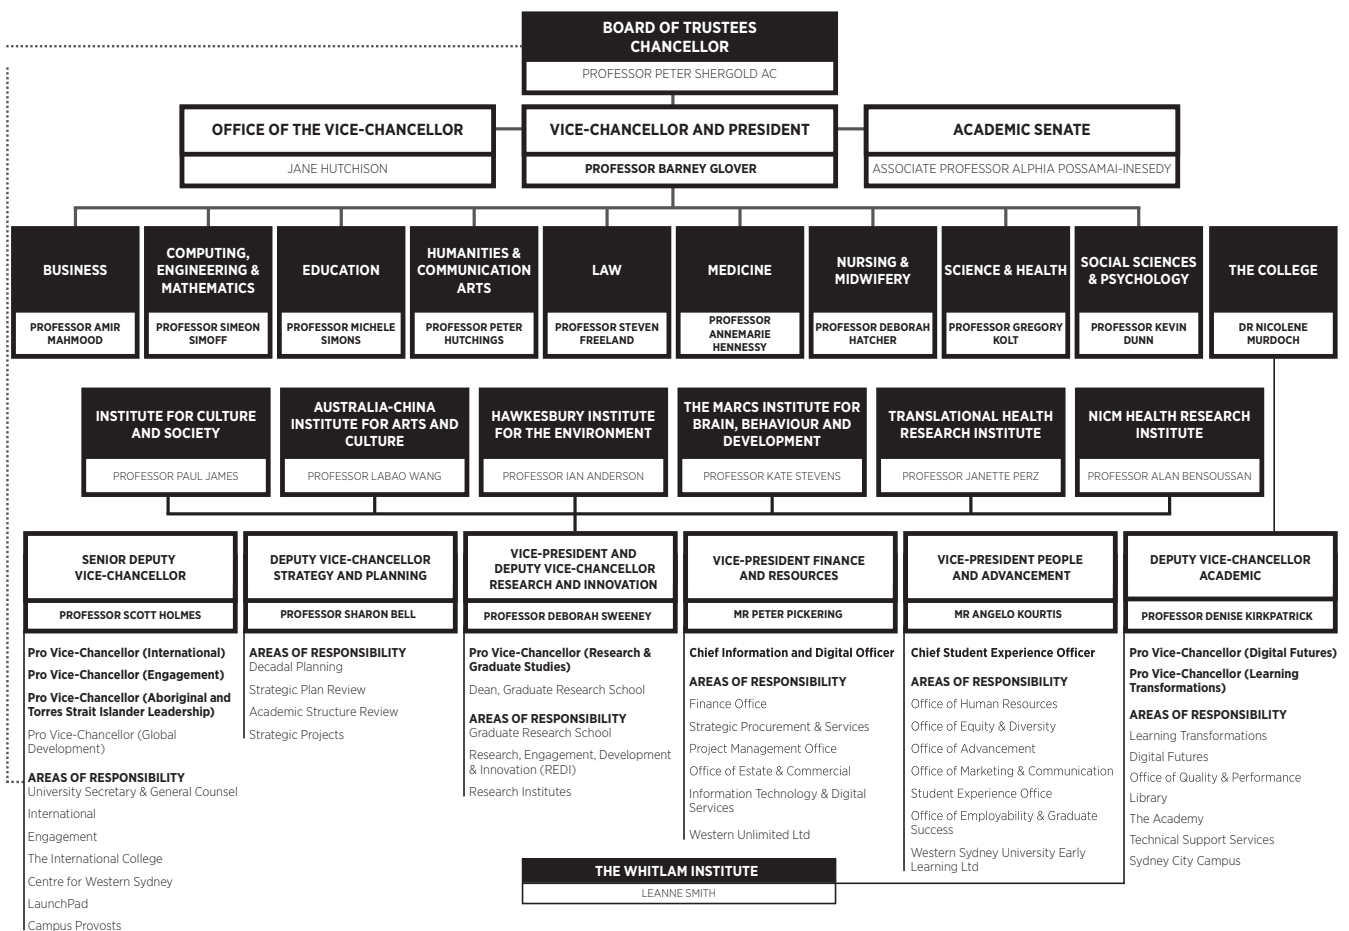 BOARD OF TRUSTEES
CHANCELLOR
PROFESSOR PETER SHERGOLD AC
OFFICE OF THE VICE-CHANCELLOR
JANE HUTCHISON
VICE-CHANCELLOR AND PRESIDENT
PROFESSOR BARNEY GLOVER
ACADEMIC SENATE
ASSOCIATE PROFESSOR ALPHIA POSSAMAI-INESEDY
BUSINESS
PROFESSOR AMIR
MAHMOOD
COMPUTING,
ENGINEERING &
MATHEMATICS
PROFESSOR SIMEON
SIMOFF
EDUCATION
PROFESSOR MICHELE
SIMONS
HUMANITIES &
COMMUNICATION
ARTS
PROFESSOR PETER
HUTCHINGS
LAW
PROFESSOR STEVEN
FREELAND
MEDICINE
PROFESSOR
ANNEMARIE
HENNESSY
NURSING &
MIDWIFERY
PROFESSOR DEBORAH
HATCHER
SCIENCE & HEALTH
PROFESSOR GREGORY
KOLT
SOCIAL SCIENCES
& PSYCHOLOGY
PROFESSOR KEVIN
DUNN
THE COLLEGE
DR NICOLENE
MURDOCH
INSTITUTE FOR CULTURE
AND SOCIETY
PROFESSOR PAUL JAMES
AUSTRALIA-CHINA
INSTITUTE FOR ARTS AND
CULTURE
PROFESSOR LABAO WANG
HAWKESBURY INSTITUTE
FOR THE ENVIRONMENT
PROFESSOR IAN ANDERSON
THE MARCS INSTITUTE FOR
BRAIN, BEHAVIOUR AND
DEVELOPMENT
PROFESSOR KATE STEVENS
TRANSLATIONAL HEALTH
RESEARCH INSTITUTE
PROFESSOR JANETTE PERZ
NICM HEALTH RESEARCH
INSTITUTE
PROFESSOR ALAN BENSOUSSAN
SENIOR DEPUTY
VICE-CHANCELLOR
PROFESSOR SCOTT HOLMES
Pro Vice-Chancellor (International)
Pro Vice-Chancellor (Engagement)
Pro Vice-Chancellor (Aboriginal and
Torres Strait Islander Leadership)
Pro Vice-Chancellor (Global
Development)
AREAS OF RESPONSIBILITY
University Secretary & General Counsel
International
Engagement
The International College
Centre for Western Sydney
LaunchPad
Campus Provosts
DEPUTY VICE-CHANCELLOR
STRATEGY AND PLANNING
PROFESSOR SHARON BELL
AREAS OF RESPONSIBILITY
Decadal Planning
Strategic Plan Review
Academic Structure Review
Strategic Projects
VICE-PRESIDENT AND
DEPUTY VICE-CHANCELLOR
RESEARCH AND INNOVATION
PROFESSOR DEBORAH SWEENEY
Pro Vice-Chancellor (Research &
Graduate Studies)
Dean, Graduate Research School
AREAS OF RESPONSIBILITY
Graduate Research School
Research, Engagement, Development
& Innovation (REDI)
Research Institutes
VICE-PRESIDENT FINANCE
AND RESOURCES
MR PETER PICKERING
Chief Information and Digital Officer
AREAS OF RESPONSIBILITY
Finance Office
Strategic Procurement & Services
Project Management Office
Office of Estate & Commercial
Information Technology & Digital
Services
Western Unlimited Ltd
VICE-PRESIDENT PEOPLE
AND ADVANCEMENT
MR ANGELO KOURTIS
Chief Student Experience Officer
AREAS OF RESPONSIBILITY
Office of Human Resources
Office of Equity & Diversity
Office of Advancement
Office of Marketing & Communication
Student Experience Office
Office of Employability & Graduate
Success
Western Sydney University Early
Learning Ltd
DEPUTY VICE-CHANCELLOR
ACADEMIC
PROFESSOR DENISE KIRKPATRICK
Pro Vice-Chancellor (Digital Futures)
Pro Vice-Chancellor (Learning
Transformations)
AREAS OF RESPONSIBILITY
Learning Transformations
Digital Futures
Office of Quality & Performance
Library
The Academy
Technical Support Services
Sydney City Campus
THE WHITLAM INSTITUTE
LEANNE SMITH